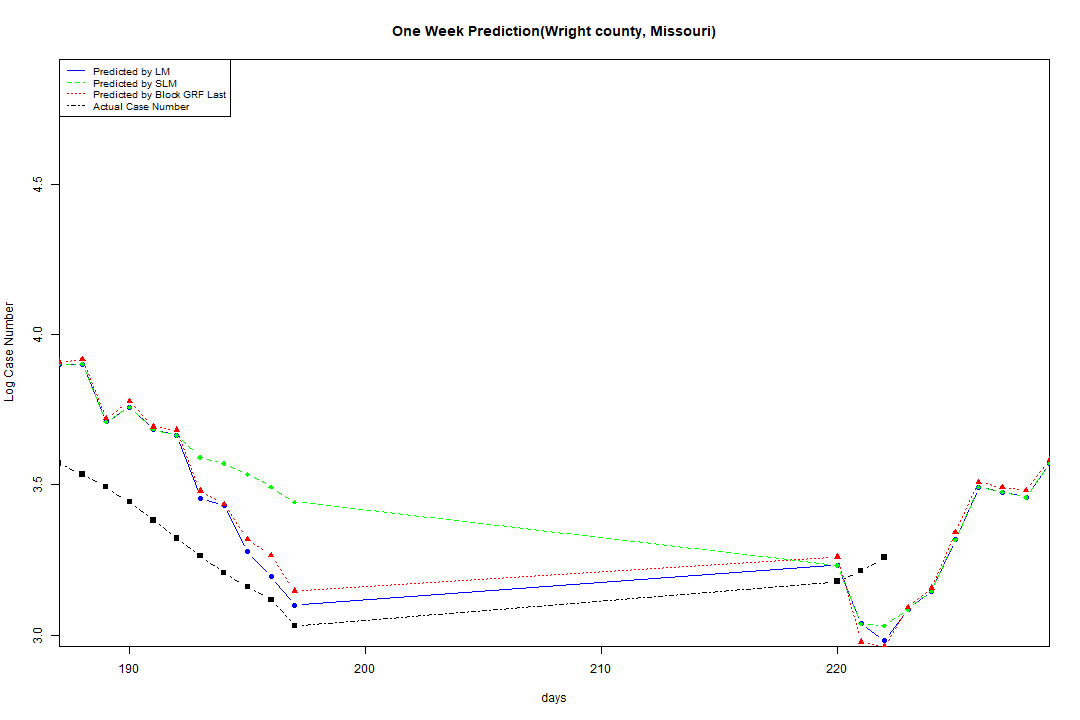 One Week Prediction(Wright county, Missouri)
Predicted by LM
Predicted by SLM
Predicted by Block GRF Last
Actual Case Number
4.5
4.0
3.5
3.0
Log Case Number
190 200 210 220
days